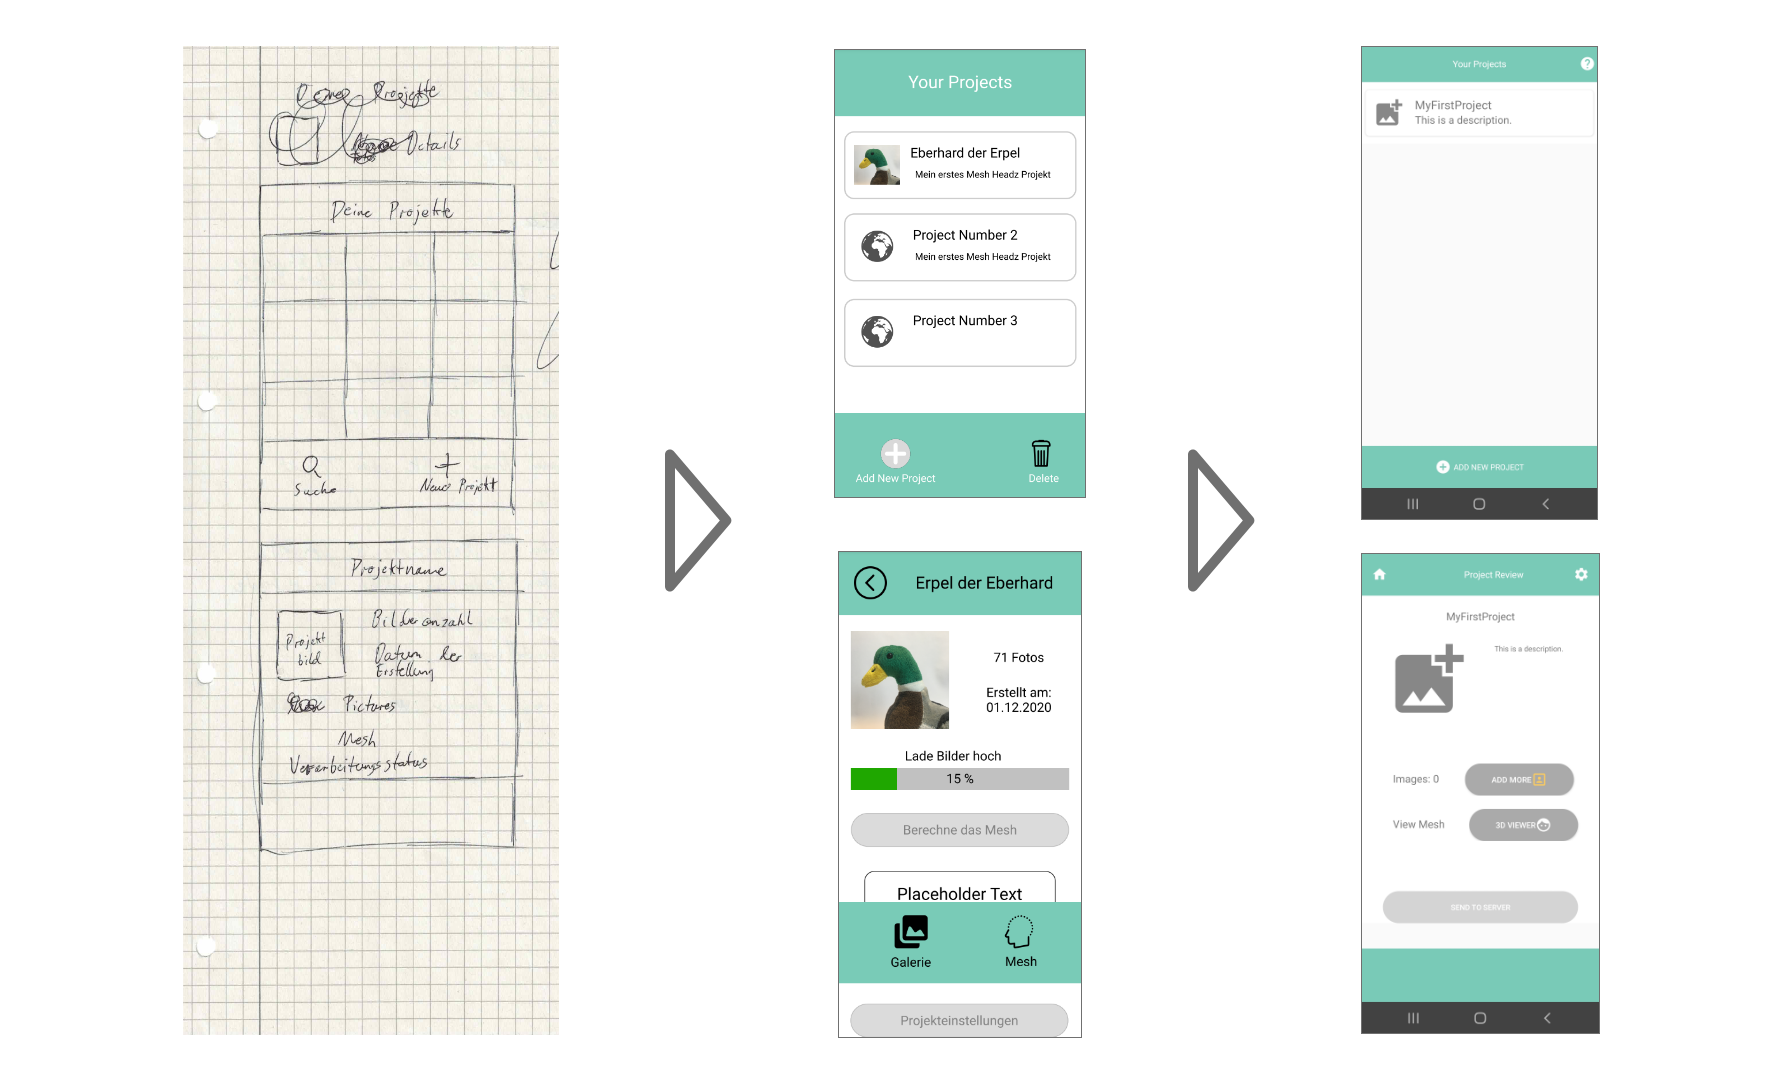 Deine Projekte
Details
Deine Projekte
Suche
Neues Projekt
Projektname
Projekt
bild
Bilderanzahl
Datum der
Erstellung
Pictures
Mesh
Verarbeitungsstatus
Your Projects
Eberhard der Erpel
Mein erstes Mesh Headz Projekt
Project Number 2
Mein erstes Mesh Headz Projekt
Project Number 3
Add New Project
Delete
Erpel der Eberhard
71 Fotos
Erstellt am:
01.12.2020
Lade Bilder hoch
15 %
Berechne das Mesh
Placeholder Text
Galerie
Mesh
Projekteinstellungen
Your Projects
?
MyFirstProject
This is a description.
ADD NEW PROJECT
Project Review
MyFirstProject
This is a description.
Images: 0
ADD MORE
View Mesh
3D VIEWER
SEND TO SERVER